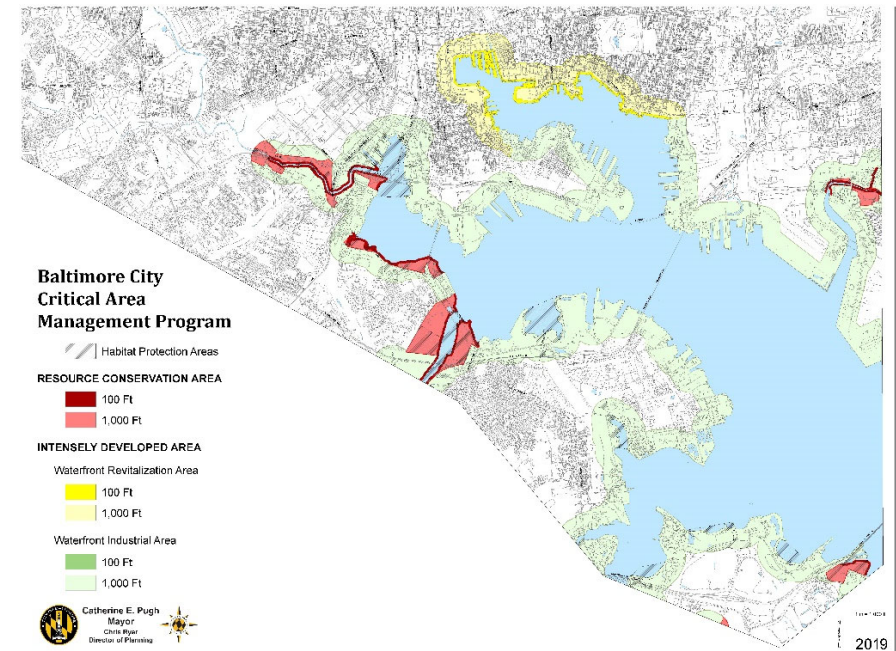 Baltimore City
Critical Area
Management Program
Habitat Protection Areas
RESOURCE CONSERVATION AREA
100 Ft
1,000 Ft
INTENSELY DEVELOPED AREA
Waterfront Revitalization Area
100 Ft
1,000 Ft
Waterfront Industrial Area
100 Ft
1,000 Ft
Catherine E. Pugh
Mayor
Chris Ryer
Director of Planning
2019